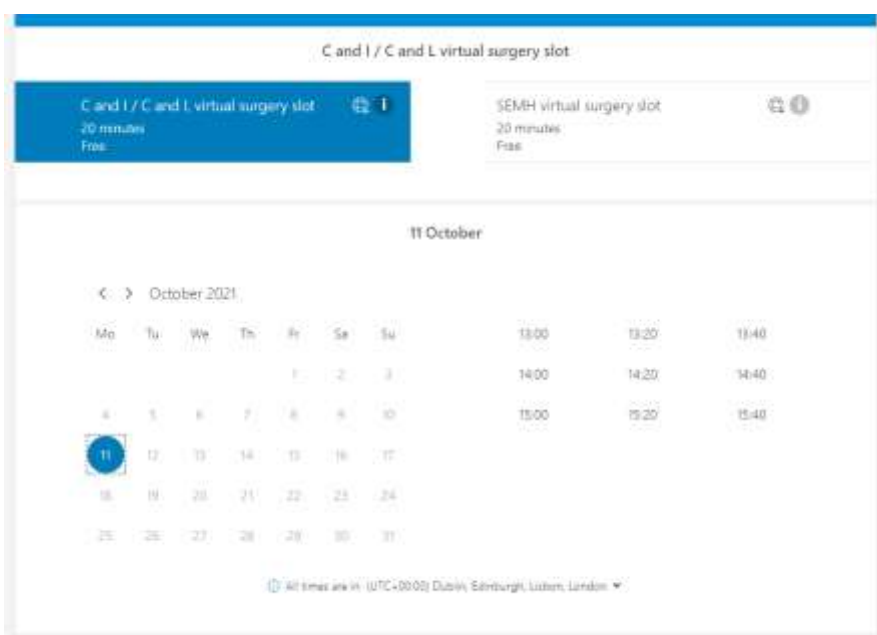 C and I / C and L virtual surgery slot
C and I / C and L virtual surgery slot
20 minutes
Free
SEMH virtual surgery slot
20 minutes
Free
11 October
October 2021
Mo Tu We Th Fr Sa Su
1 2 3
4 5 6 7 8 9 10
11 12 13 14 15 16 17
18 19 20 21 22 23 24
25 26 27 28 29 30 31
13:00 13:20 13:40
14:00 14:20 14:40
15:00 15:20 15:40
All times are in (UTC+00:00) Dublin, Edinburgh, Lisbon, London